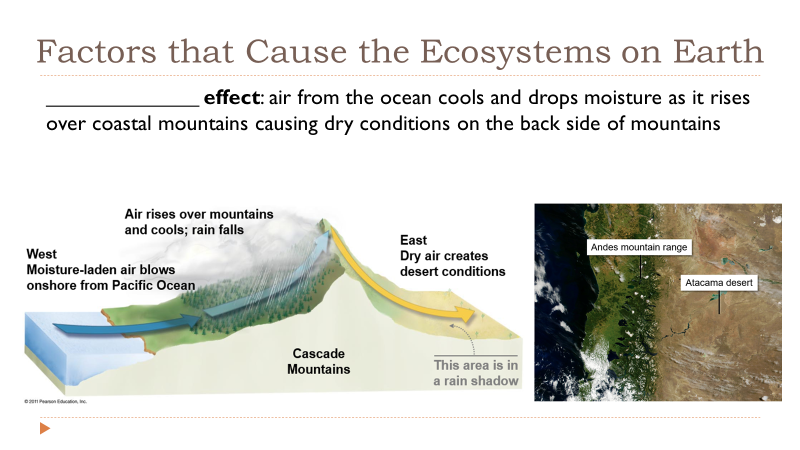 Factors that Cause the Ecosystems on Earth
______________ effect: air from the ocean cools and drops moisture as it rises
over coastal mountains causing dry conditions on the back side of mountains
Air rises over mountains
and cools; rain falls
West
Moisture-laden air blows
onshore from Pacific Ocean
East
Dry air creates
desert conditions
Cascade
Mountains
This area is in
a rain shadow
© 2011 Pearson Education, Inc.
Andes mountain range
Atacama desert